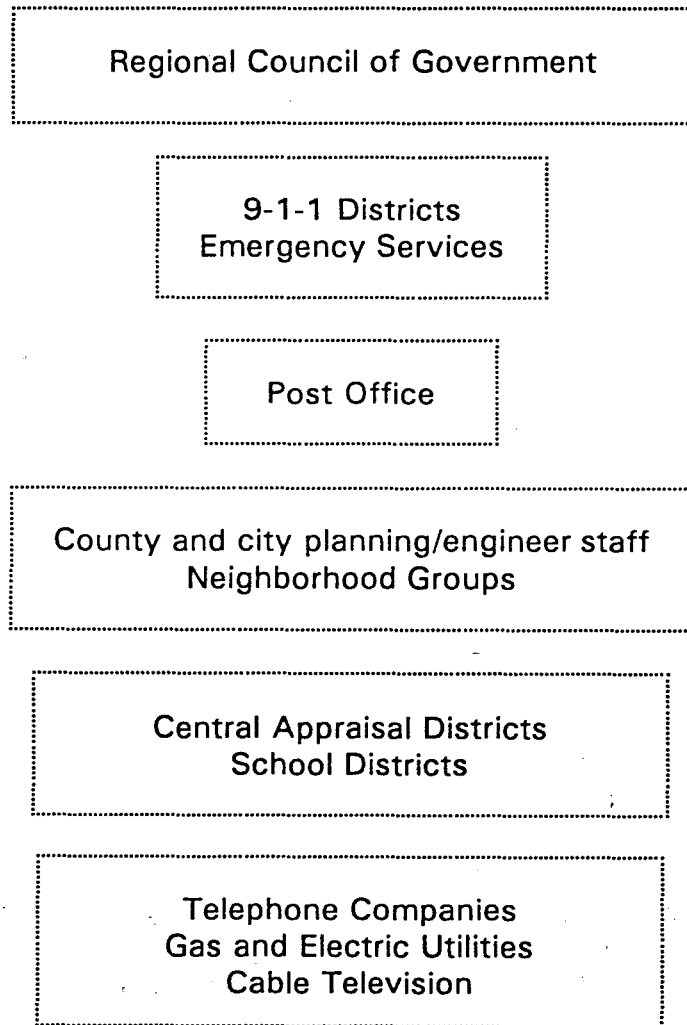 Regional Council of Government
9-1-1 Districts
Emergency Services
Post Office
County and city planning/engineer staff
Neighborhood Groups
Central Appraisal Districts
School Districts
Telephone Companies
Gas and Electric Utilities
Cable Television